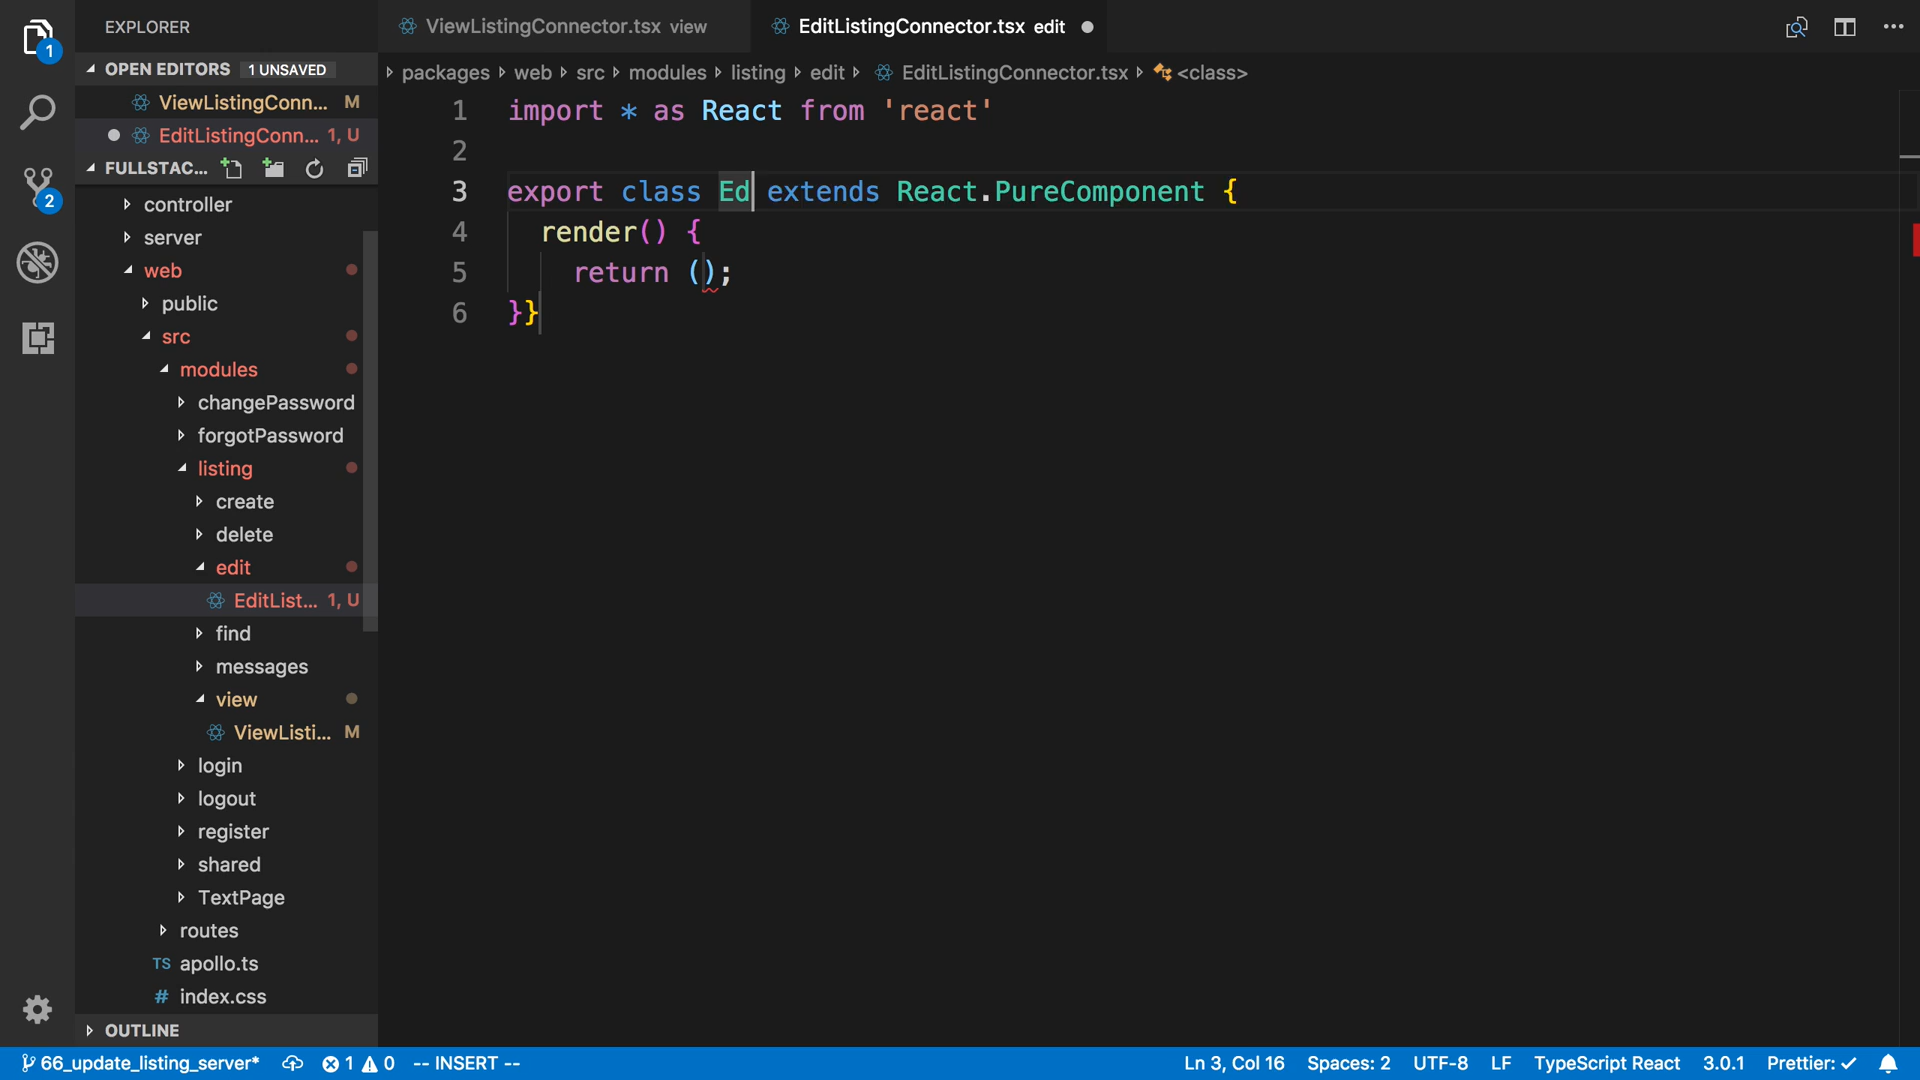 EXPLORER
ViewListingConnector.tsx view
EditListingConnector.tsx edit
1
OPEN EDITORS 1 UNSAVED
packages web src modules listing edit EditListingConnector.tsx <class>
ViewListingConn... M
EditListingConn... 1, U
FULLSTAC...
2
controller
server
web
public
src
modules
changePassword
forgotPassword
listing
create
delete
edit
EditList... 1, U
find
messages
view
ViewListi... M
login
logout
register
shared
TextPage
routes
TS apollo.ts
# index.css
OUTLINE
1 import * as React from 'react'
2
3 export class Ed extends React.PureComponent {
4 render() {
5 return ();
6 }}
66_update_listing_server* 1 0 -- INSERT -- Ln 3, Col 16 Spaces: 2 UTF-8 LF TypeScript React 3.0.1 Prettier: ✓